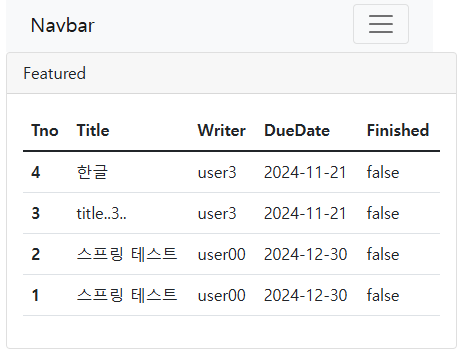 Navbar
Featured
Tno Title Writer DueDate Finished
4 한글 user3 2024-11-21 false
3 title..3.. user3 2024-11-21 false
2 스프링 테스트 user00 2024-12-30 false
1 스프링 테스트 user00 2024-12-30 false